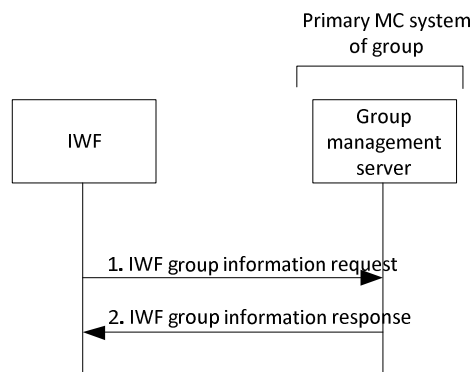 Primary MC system
of group
IWF
Group
management
server
1. IWF group information request
2. IWF group information response